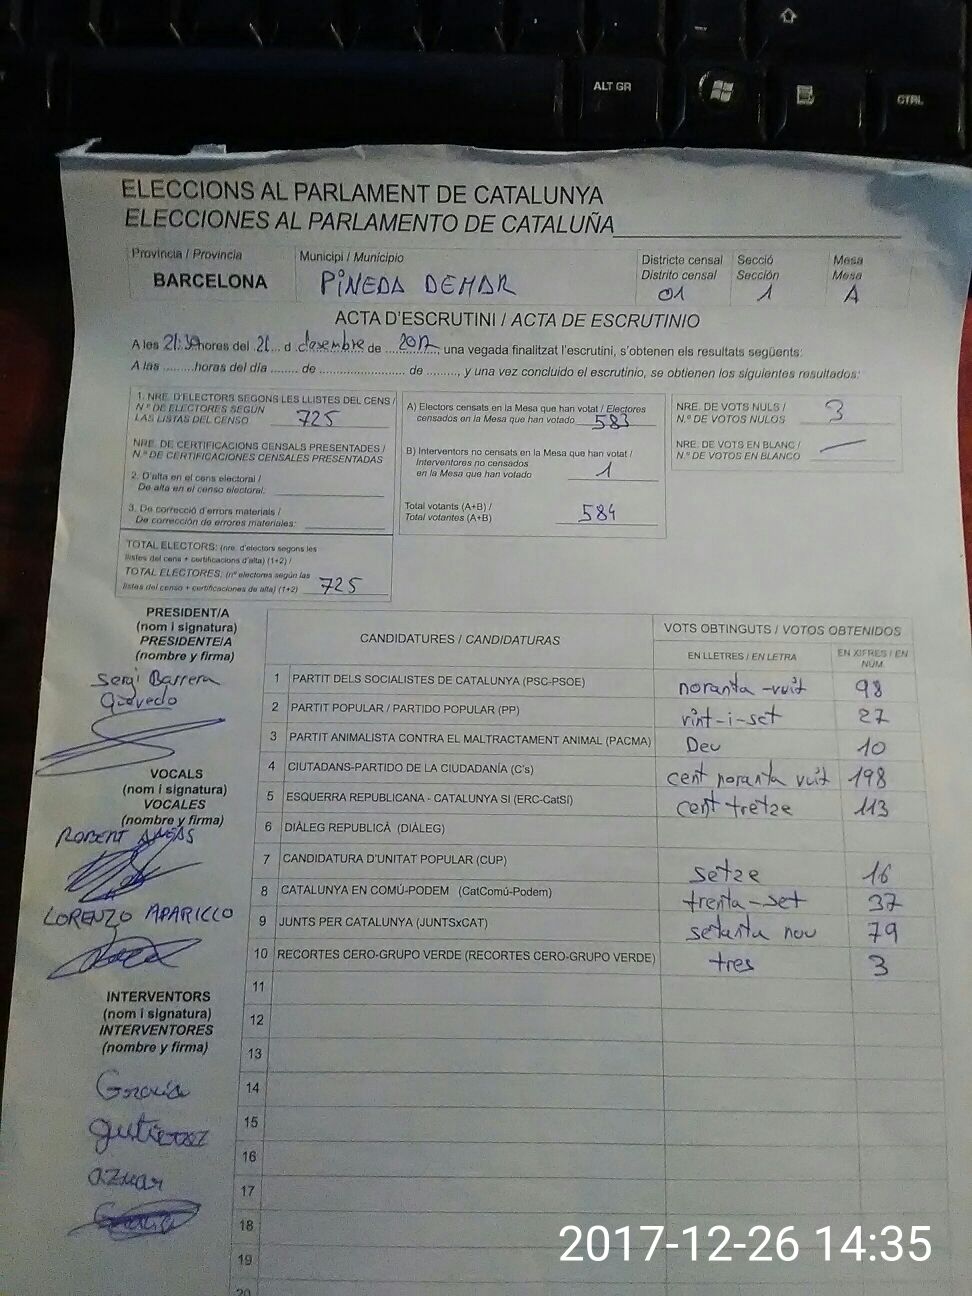 ALT GR
CTRL
ELECCIONS AL PARLAMENT DE CATALUNYA
ELECCIONES AL PARLAMENTO DE CATALUÑA
Provincia / Provincia
BARCELONA
Municipi / Municipio
PINEDA DE MAR
Districte censal
Distrito censal
01
Secció
Sección
1
Mesa
Mesa
A
ACTA D'ESCRUTINI / ACTA DE ESCRUTINIO
A les 21:30 hores del 21 d desembre de 2017, una vegada finalitzat l'escrutini, s'obtenen els resultats següents:
A las .........horas del día ....... de ....................... de ........, y una vez concluido el escrutinio, se obtienen los siguientes resultados:
1. NRE. D'ELECTORS SEGONS LES LLISTES DEL CENS /
N.º DE ELECTORES SEGÚN
LAS LISTAS DEL CENSO 725
NRE. DE CERTIFICACIONS CENSALS PRESENTADES /
N.º DE CERTIFICACIONES CENSALES PRESENTADAS
2. D'alta en el cens electoral /
De alta en el censo electoral:
3. De correcció d'errors materials /
De corrección de errores materiales:
TOTAL ELECTORS: (nre. d'electors segons les
llistes del cens + certificacions d'alta) (1+2) /
TOTAL ELECTORES: (nº electores según las
listas del censo + certificaciones de alta) (1+2) 725
A) Electors censats en la Mesa que han votat / Electores
censados en la Mesa que han votado 583
B) Interventors no censats en la Mesa que han votat /
Interventores no censados
en la Mesa que han votado 1
Total votants (A+B) /
Total votantes (A+B) 584
NRE. DE VOTS NULS /
N.º DE VOTOS NULOS 3
NRE. DE VOTS EN BLANC /
N.º DE VOTOS EN BLANCO —
PRESIDENT/A
(nom i signatura)
PRESIDENTE/A
(nombre y firma)
Sergi Barrera
Quevedo
VOCALS
(nom i signatura)
VOCALES
(nombre y firma)
ROBERT
LORENZO APARICIO
INTERVENTORS
(nom i signatura)
INTERVENTORES
(nombre y firma)
García
gutierrez
aznar
CANDIDATURES / CANDIDATURAS
VOTS OBTINGUTS / VOTOS OBTENIDOS
EN LLETRES / EN LETRA
EN XIFRES / EN NÚM.
1 PARTIT DELS SOCIALISTES DE CATALUNYA (PSC-PSOE) noranta-vuit 98
2 PARTIT POPULAR / PARTIDO POPULAR (PP) vint-i-set 27
3 PARTIT ANIMALISTA CONTRA EL MALTRACTAMENT ANIMAL (PACMA) Deu 10
4 CIUTADANS-PARTIDO DE LA CIUDADANÍA (C's) cent noranta vuit 198
5 ESQUERRA REPUBLICANA - CATALUNYA SI (ERC-CatSí) cent tretze 113
6 DIÀLEG REPUBLICÀ (DIÀLEG)
7 CANDIDATURA D'UNITAT POPULAR (CUP) setze 16
8 CATALUNYA EN COMÚ-PODEM (CatComú-Podem) trenta-set 37
9 JUNTS PER CATALUNYA (JUNTSxCAT) setanta nou 79
10 RECORTES CERO-GRUPO VERDE (RECORTES CERO-GRUPO VERDE) tres 3
11
12
13
14
15
16
17
18
19
20
2017-12-26 14:35